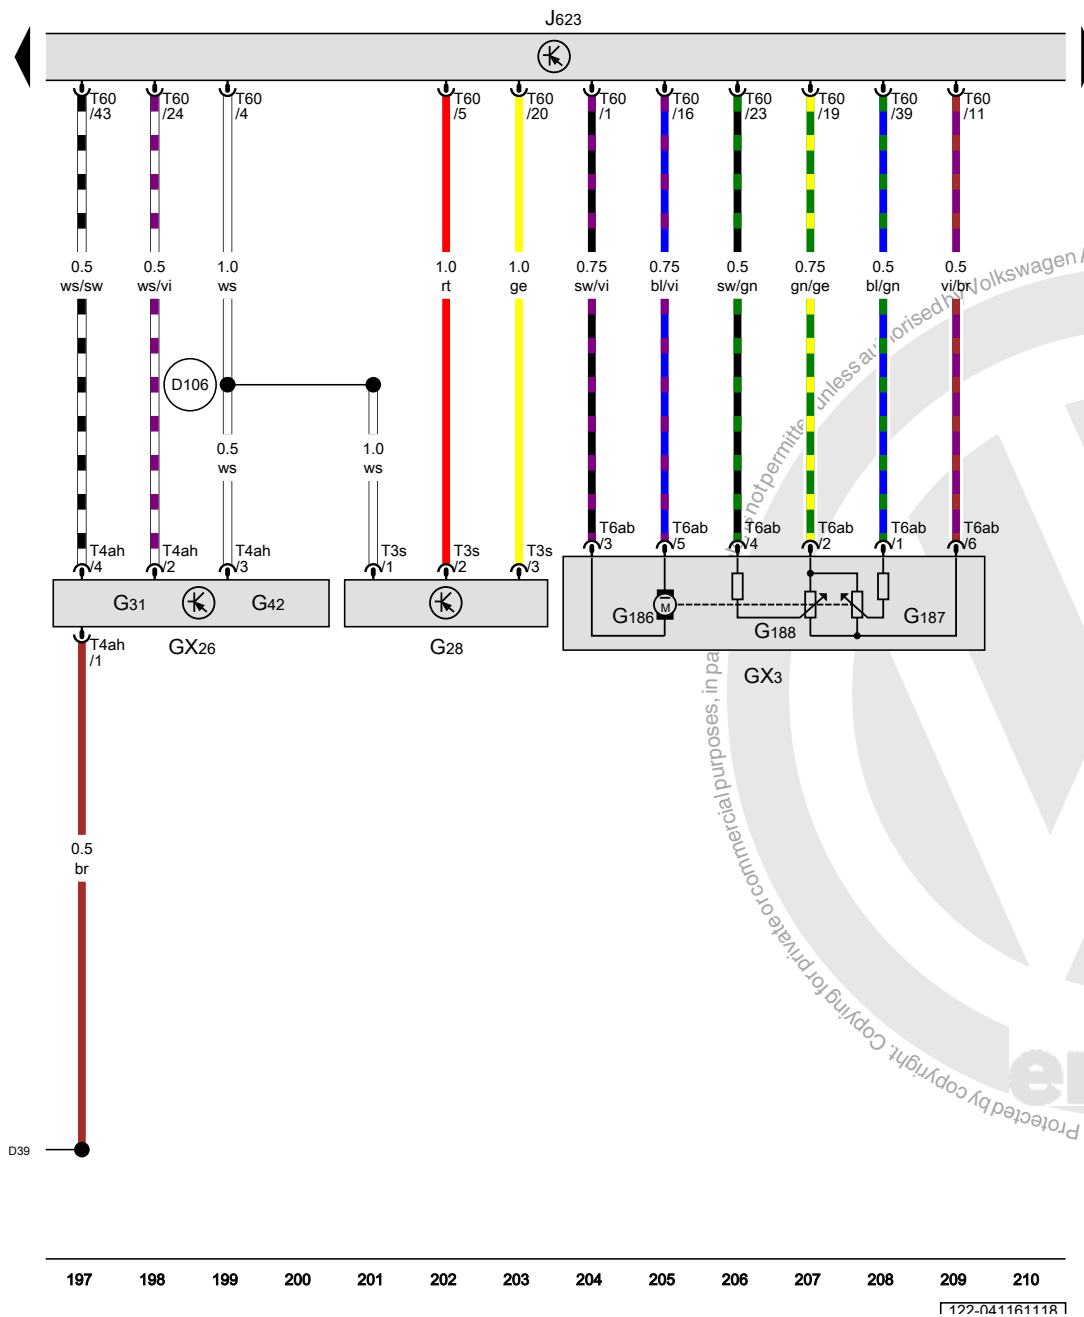 J623
T60 T60 T60 T60 T60 T60 T60 T60 T60 T60 T60
/43 /24 /4 /5 /20 /1 /16 /23 /19 /39 /11
0.5 0.5 1.0 1.0 1.0 0.75 0.75 0.5 0.75 0.5 0.5
ws/sw ws/vi ws rt ge sw/vi bl/vi sw/gn gn/ge bl/gn vi/br
D106
0.5 1.0
ws ws
T6ab T6ab T6ab T6ab T6ab T6ab
/3 /5 /4 /2 /1 /6
T4ah T4ah T4ah T3s T3s T3s
/4 /2 /3 /1 /2 /3
G31 G42 G186 M G188 G187
GX26 G28 GX3
T4ah
/1
0.5
br
D39
197 198 199 200 201 202 203 204 205 206 207 208 209 210
122-041161118
Protected by copyright. Copying for private or commercial purposes, in pa
is not permitte unless au orised by Volkswagen A